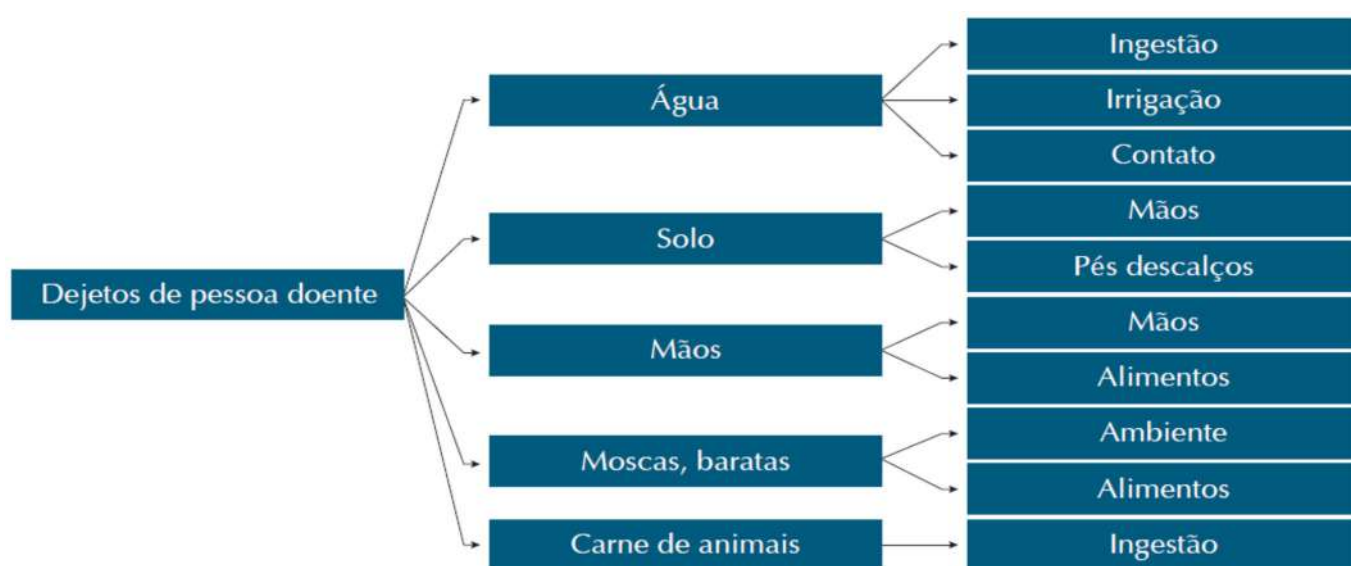 Dejetos de pessoa doente
Água
Ingestão
Irrigação
Contato
Solo
Mãos
Pés descalços
Mãos
Mãos
Alimentos
Moscas, baratas
Ambiente
Alimentos
Carne de animais
Ingestão